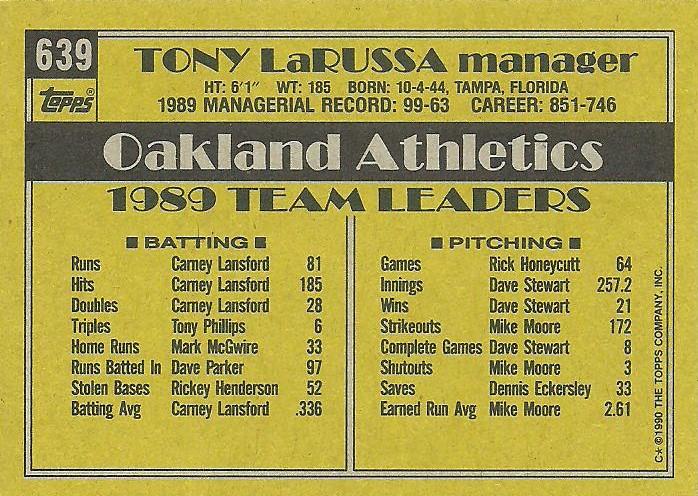 639
Topps®
TONY LaRUSSA manager
HT: 6'1" WT: 185 BORN: 10-4-44, TAMPA, FLORIDA
1989 MANAGERIAL RECORD: 99-63 CAREER: 851-746
Oakland Athletics
1989 TEAM LEADERS
BATTING
Runs Carney Lansford 81
Hits Carney Lansford 185
Doubles Carney Lansford 28
Triples Tony Phillips 6
Home Runs Mark McGwire 33
Runs Batted In Dave Parker 97
Stolen Bases Rickey Henderson 52
Batting Avg Carney Lansford .336
PITCHING
Games Rick Honeycutt 64
Innings Dave Stewart 257.2
Wins Dave Stewart 21
Strikeouts Mike Moore 172
Complete Games Dave Stewart 8
Shutouts Mike Moore 3
Saves Dennis Eckersley 33
Earned Run Avg Mike Moore 2.61
C* ©1990 THE TOPPS COMPANY, INC.